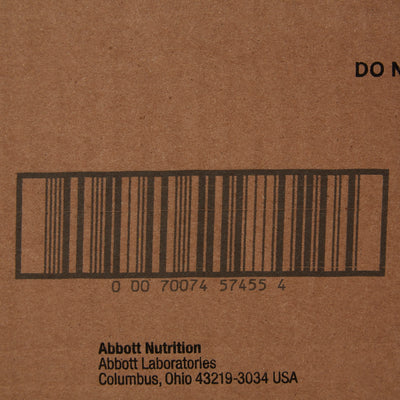 DO N
0 00 70074 57455 4
Abbott Nutrition
Abbott Laboratories
Columbus, Ohio 43219-3034 USA